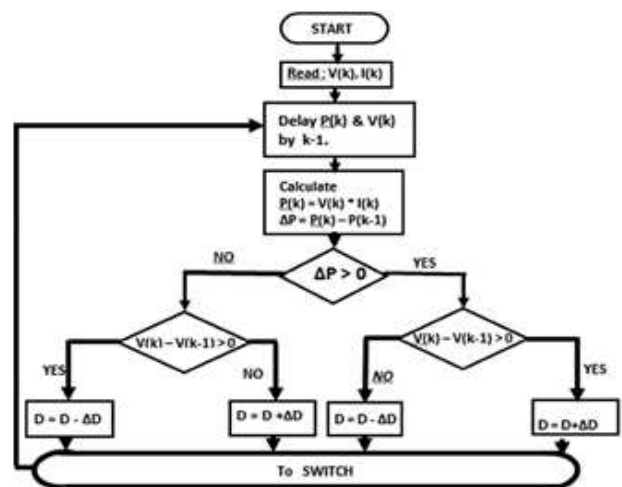 START
Read ; V(k), I(k)
Delay P(k) & V(k)
by k-1.
Calculate
P(k) = V(k) * I(k)
ΔP = P(k) – P(k-1)
NO
ΔP > 0
YES
V(k) – V(k-1) > 0
V(k) – V(k-1) > 0
YES
NO
NO
YES
D = D - ΔD
D = D +ΔD
D = D - ΔD
D = D+ΔD
To SWITCH